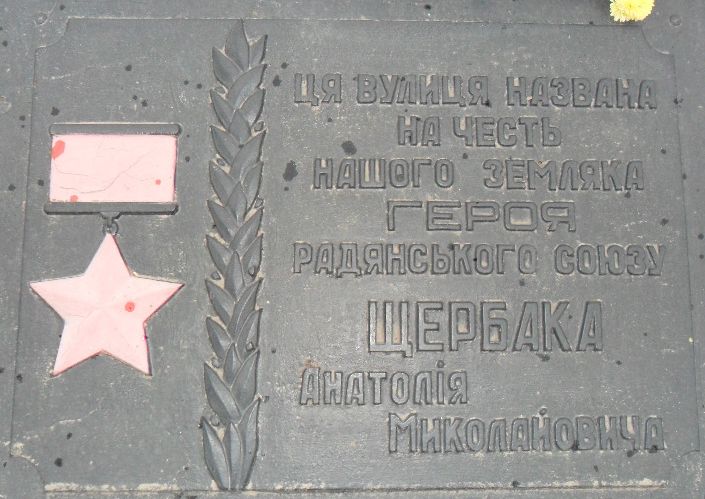 ЦЯ ВУЛИЦЯ НАЗВАНА
НА ЧЕСТЬ
НАШОГО ЗЕМЛЯКА
ГЕРОЯ
РАДЯНСЬКОГО СОЮЗУ
ЩЕРБАКА
АНАТОЛІЯ
МИКОЛАЙОВИЧА